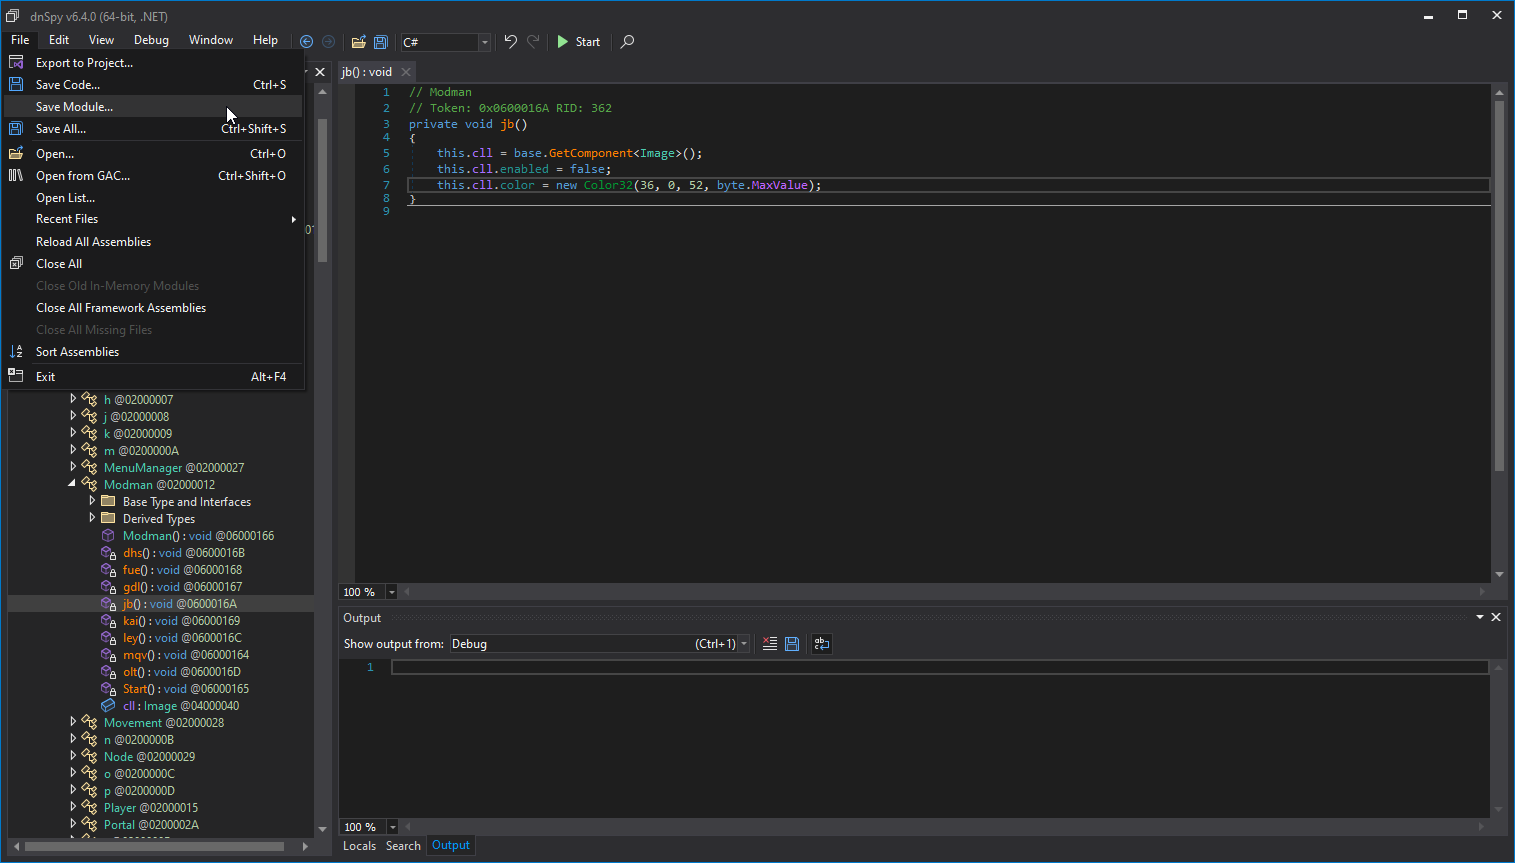 dnSpy v6.4.0 (64-bit, .NET)
File Edit View Debug Window Help C# Start
Export to Project...
Save Code... Ctrl+S
Save Module...
Save All... Ctrl+Shift+S
Open... Ctrl+O
Open from GAC... Ctrl+Shift+O
Open List...
Recent Files
Reload All Assemblies
Close All
Close Old In-Memory Modules
Close All Framework Assemblies
Close All Missing Files
Sort Assemblies
Exit Alt+F4
h @02000007
j @02000008
k @02000009
m @0200000A
MenuManager @02000027
Modman @02000012
Base Type and Interfaces
Derived Types
Modman() : void @06000166
dhs() : void @0600016B
fue() : void @06000168
gdl() : void @06000167
jb() : void @0600016A
kai() : void @06000169
ley() : void @0600016C
mqv() : void @06000164
olt() : void @0600016D
Start() : void @06000165
cll : Image @04000040
Movement @02000028
n @0200000B
Node @02000029
o @0200000C
p @0200000D
Player @02000015
Portal @0200002A
jb() : void
1 // Modman
2 // Token: 0x0600016A RID: 362
3 private void jb()
4 {
5 this.cll = base.GetComponent<Image>();
6 this.cll.enabled = false;
7 this.cll.color = new Color32(36, 0, 52, byte.MaxValue);
8 }
9
100 %
Output
Show output from: Debug (Ctrl+1)
1
100 %
Locals Search Output